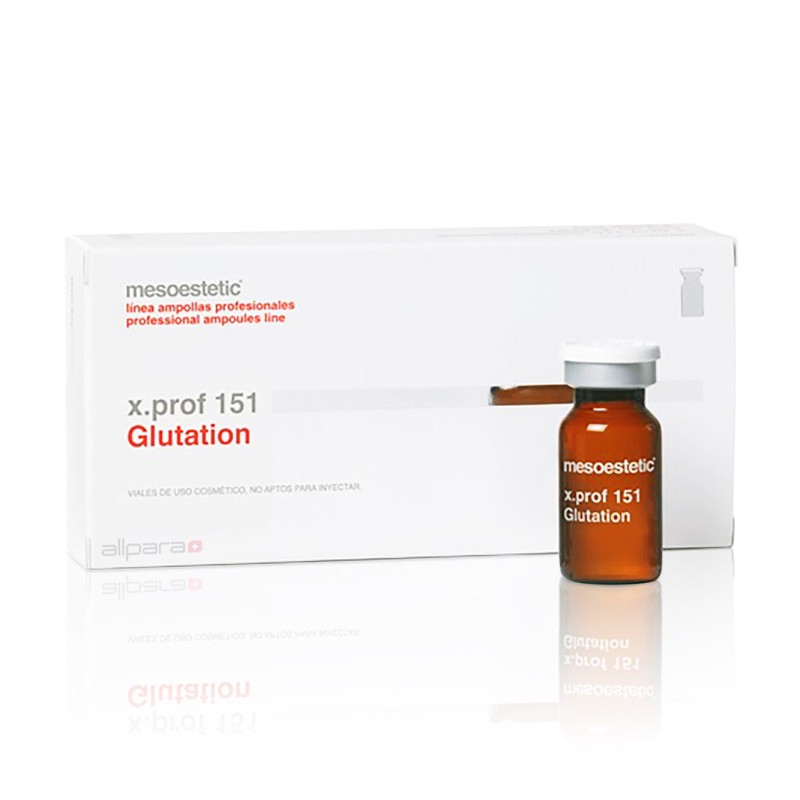 mesoestetic®
línea ampollas profesionales
professional ampoules line
x.prof 151
Glutation
VIALES DE USO COSMÉTICO, NO APTOS PARA INYECTAR.
allpara
mesoestetic®
x.prof 151
Glutation